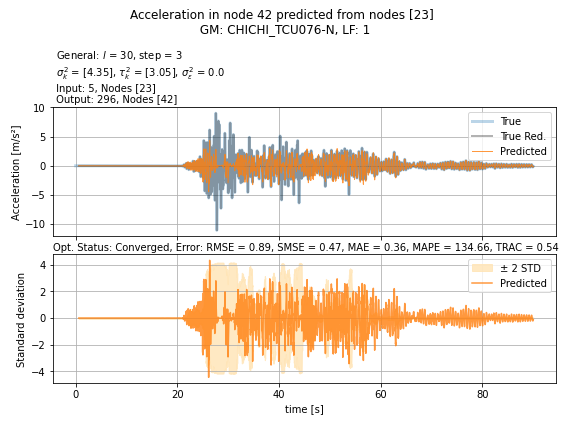 Acceleration in node 42 predicted from nodes [23]
GM: CHICHI_TCU076-N, LF: 1
General: l = 30, step = 3
σ²ₖ = [4.35], τ²ₖ = [3.05], σ²ε = 0.0
Input: 5, Nodes [23]
Output: 296, Nodes [42]
10
5
0
−5
−10
Acceleration [m/s²]
True
True Red.
Predicted
Opt. Status: Converged, Error: RMSE = 0.89, SMSE = 0.47, MAE = 0.36, MAPE = 134.66, TRAC = 0.54
4
2
0
−2
−4
Standard deviation
± 2 STD
Predicted
0 20 40 60 80
time [s]